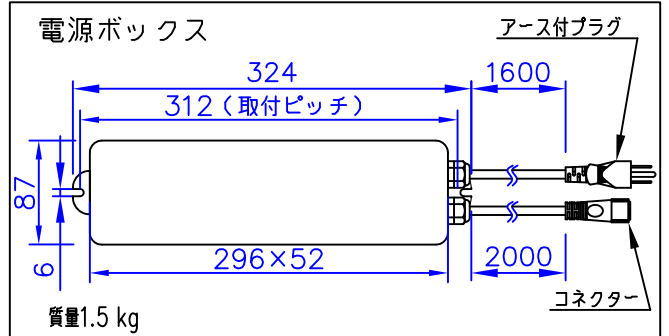 電源ボックス
アース付プラグ
324
1600
312(取付ピッチ)
87
6
296×52
2000
コネクター
質量1.5 kg